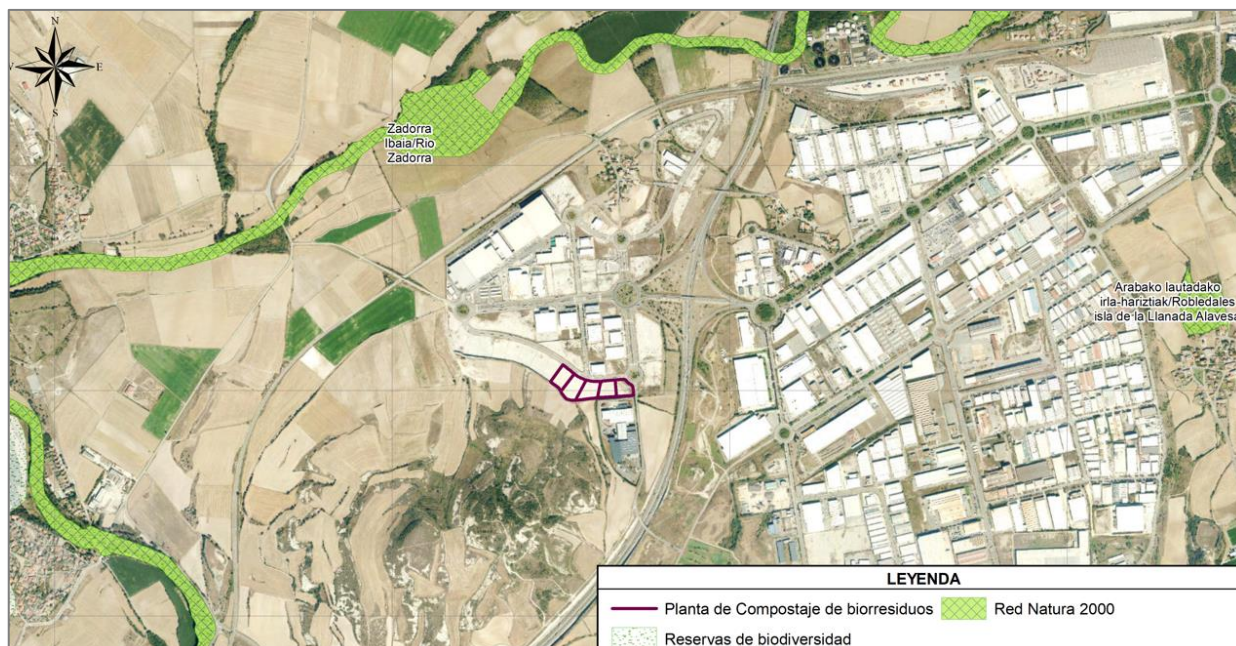 N
E
S
Zadorra
Ibaia/Rio
Zadorra
Arabako lautadako
irla-hariztiak/Robledales
isla de la Llanada Alavesa
LEYENDA
Planta de Compostaje de biorresiduos
Red Natura 2000
Reservas de biodiversidad